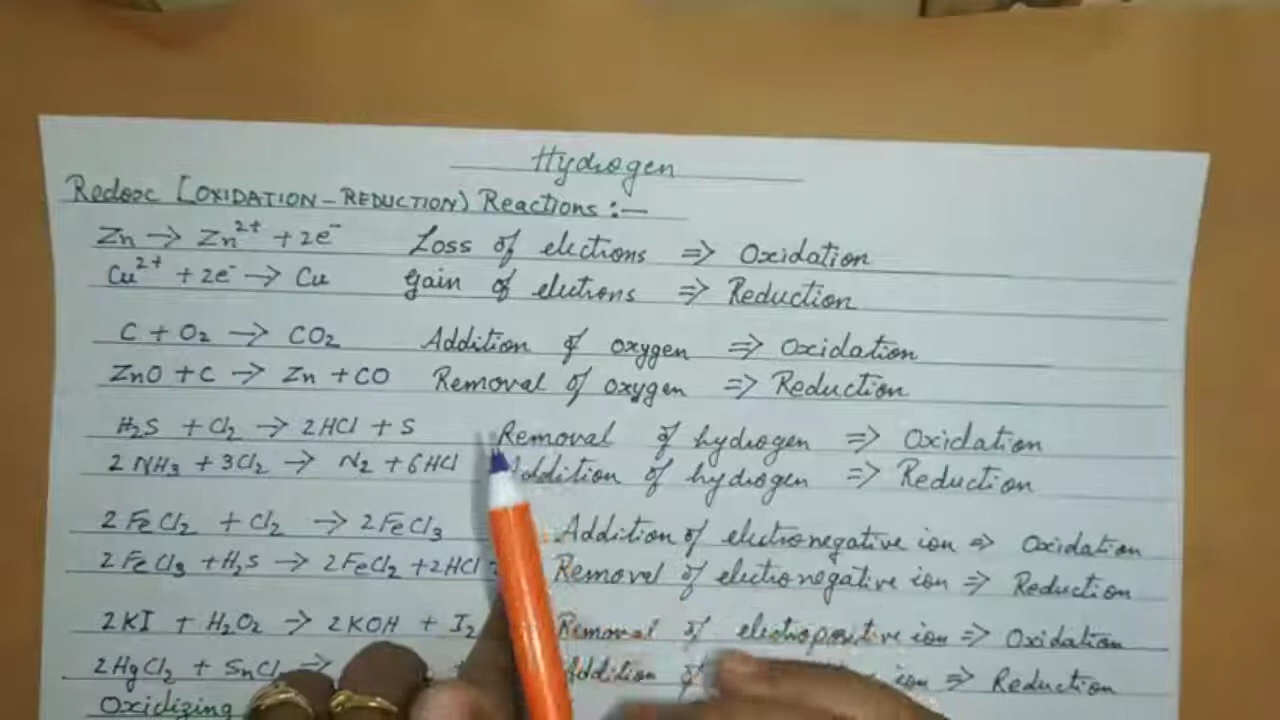 Hydrogen
Redox [OXIDATION - REDUCTION) Reactions :-
Zn → Zn²⁺ + 2e⁻ Loss of elections ⇒ Oxidation
Cu²⁺ + 2e⁻ → Cu gain of elutrons ⇒ Reduction
C + O₂ → CO₂ Addition of oxygen ⇒ Oxidation
ZnO + C → Zn + CO Removal of oxygen ⇒ Reduction
H₂S + Cl₂ → 2HCl + S Removal of hydrogen ⇒ Oxidation
2NH₃ + 3Cl₂ → N₂ + 6HCl Addition of hydrogen ⇒ Reduction
2FeCl₂ + Cl₂ → 2FeCl₃ Addition of electronegative ion ⇒ Oxidation
2FeCl₃ + H₂S → 2FeCl₂ + 2HCl Removal of electronegative ion ⇒ Reduction
2KI + H₂O₂ → 2KOH + I₂ Removal of electropositive ion ⇒ Oxidation
2HgCl₂ + SnCl₂ → Addition of ion ⇒ Reduction
Oxidizing